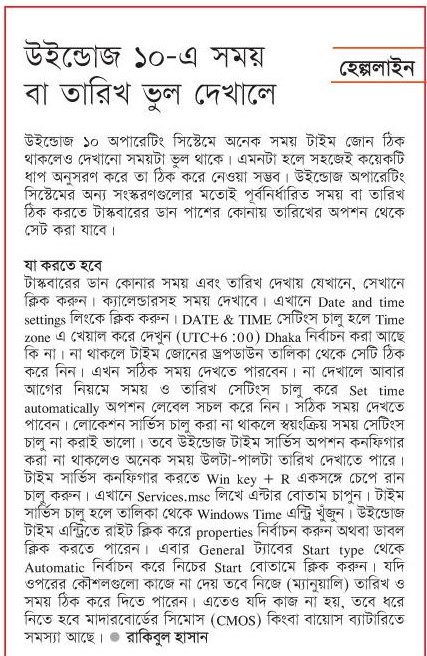 উইন্ডোজ ১০-এ সময়
বা তারিখ ভুল দেখালে
হেল্পলাইন
উইন্ডোজ ১০ অপারেটিং সিস্টেমে অনেক সময় টাইম জোন ঠিক
থাকলেও দেখানো সময়টা ভুল থাকে। এমনটা হলে সহজেই কয়েকটি
ধাপ অনুসরণ করে তা ঠিক করে নেওয়া সম্ভব। উইন্ডোজ অপারেটিং
সিস্টেমের অন্য সংস্করণগুলোর মতোই পূর্বনির্ধারিত সময় বা তারিখ
ঠিক করতে টাস্কবারের ডান পাশের কোনায় তারিখের অপশন থেকে
সেট করা যাবে।
যা করতে হবে
টাস্কবারের ডান কোনার সময় এবং তারিখ দেখায় যেখানে, সেখানে
ক্লিক করুন। ক্যালেন্ডারসহ সময় দেখাবে। এখানে Date and time
settings লিংকে ক্লিক করুন। DATE & TIME সেটিংস চালু হলে Time
zone এ খেয়াল করে দেখুন (UTC+6 :00) Dhaka নির্বাচন করা আছে
কি না। না থাকলে টাইম জোনের ড্রপডাউন তালিকা থেকে সেটি ঠিক
করে নিন। এখন সঠিক সময় দেখতে পারবেন। না দেখালে আবার
আগের নিয়মে সময় ও তারিখ সেটিংস চালু করে Set time
automatically অপশন লেবেল সচল করে নিন। সঠিক সময় দেখতে
পাবেন। লোকেশন সার্ভিস চালু করা না থাকলে স্বয়ংক্রিয় সময় সেটিংস
চালু না করাই ভালো। তবে উইন্ডোজ টাইম সার্ভিস অপশন কনফিগার
করা না থাকলেও অনেক সময় উলটা-পালটা তারিখ দেখাতে পারে।
টাইম সার্ভিস কনফিগার করতে Win key + R একসঙ্গে চেপে রান
চালু করুন। এখানে Services.msc লিখে এন্টার বোতাম চাপুন। টাইম
সার্ভিস চালু হলে তালিকা থেকে Windows Time এন্ট্রি খুঁজুন। উইন্ডোজ
টাইম এন্ট্রিতে রাইট ক্লিক করে properties নির্বাচন করুন অথবা ডাবল
ক্লিক করতে পারেন। এবার General ট্যাবের Start type থেকে
Automatic নির্বাচন করে নিচের Start বোতামে ক্লিক করুন। যদি
ওপরের কৌশলগুলো কাজে না দেয় তবে নিজে (ম্যানুয়ালি) তারিখ ও
সময় ঠিক করে দিতে পারেন। এতেও যদি কাজ না হয়, তবে ধরে
নিতে হবে মাদারবোর্ডের সিমোস (CMOS) কিংবা বায়োস ব্যাটারিতে
সমস্যা আছে। ● রাকিবুল হাসান